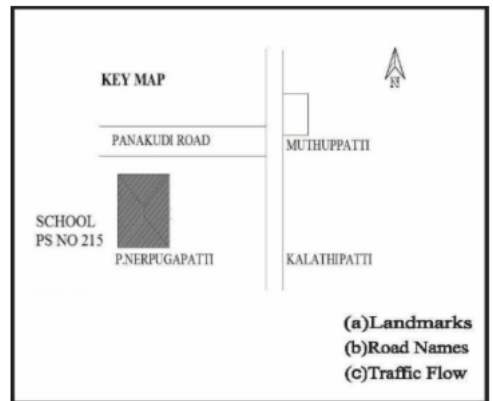 N
KEY MAP
PANAKUDI ROAD
MUTHUPPATTI
SCHOOL
PS NO 215
P.NERPUGAPATTI
KALATHIPATTI
(a)Landmarks
(b)Road Names
(c)Traffic Flow